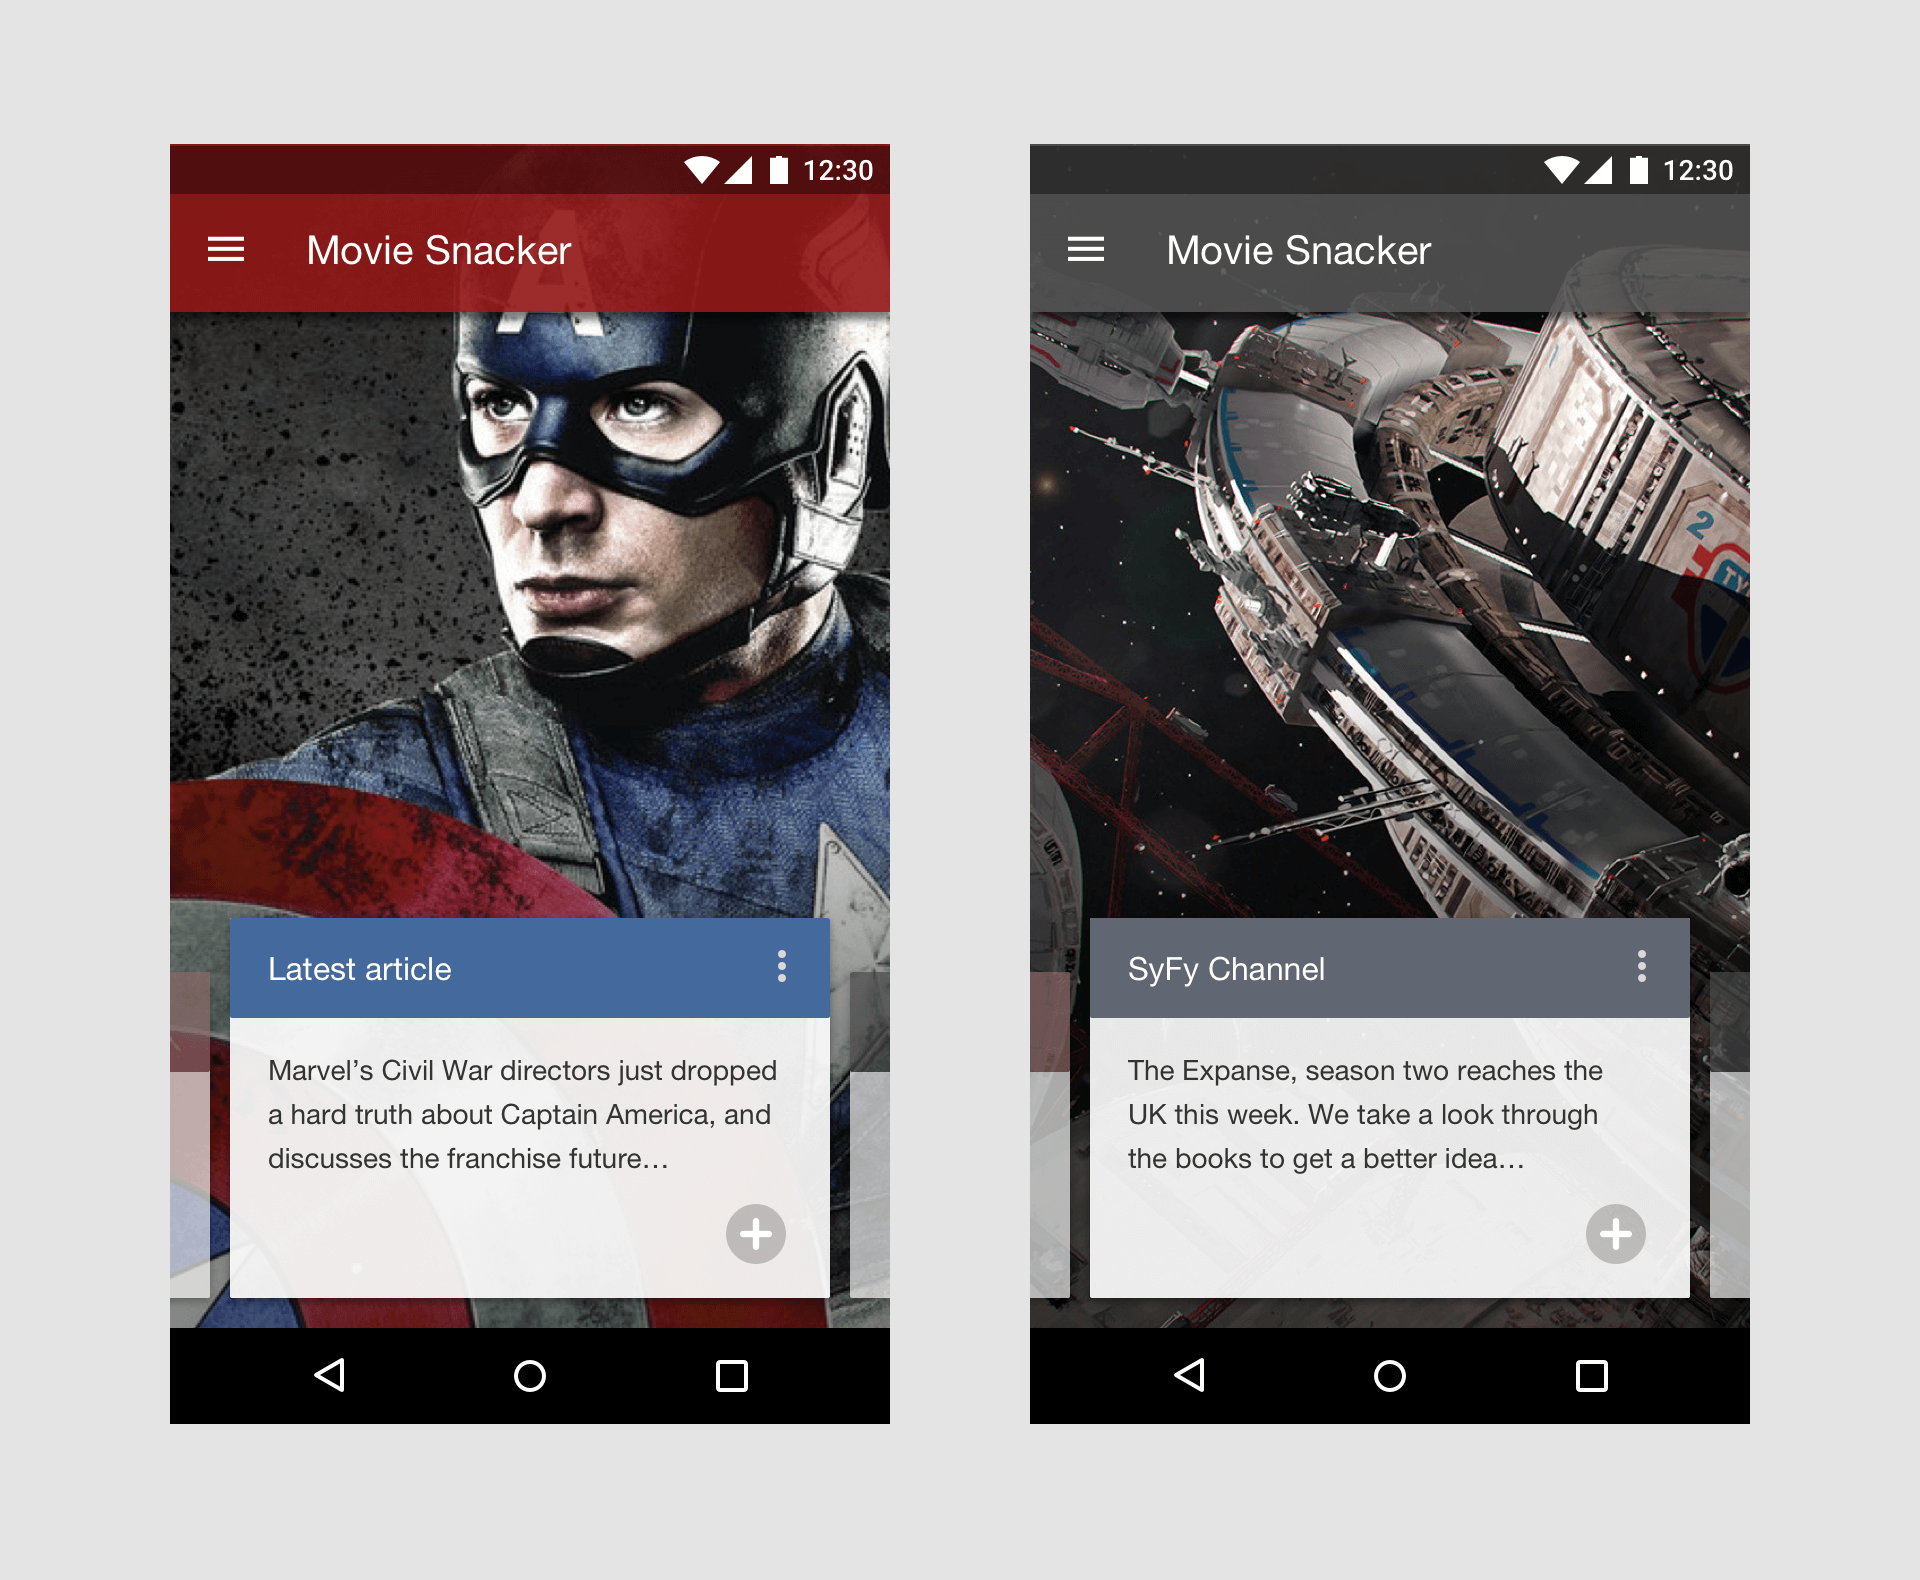 12:30
Movie Snacker
A
Latest article
Marvel’s Civil War directors just dropped
a hard truth about Captain America, and
discusses the franchise future…
12:30
Movie Snacker
2
TY
SyFy Channel
The Expanse, season two reaches the
UK this week. We take a look through
the books to get a better idea…